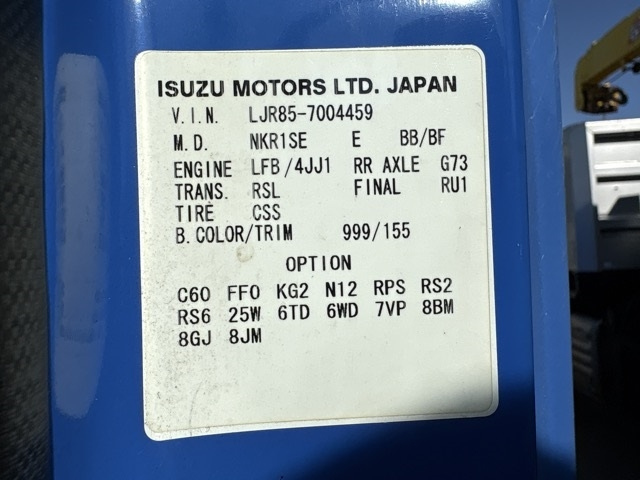 ISUZU MOTORS LTD. JAPAN
V.I.N. LJR85-7004459
M.D. NKR1SE E BB/BF
ENGINE LFB/4JJ1 RR AXLE G73
TRANS. RSL FINAL RU1
TIRE CSS
B.COLOR/TRIM 999/155
OPTION
C60 FF0 KG2 N12 RPS RS2
RS6 25W 6TD 6WD 7VP 8BM
8GJ 8JM